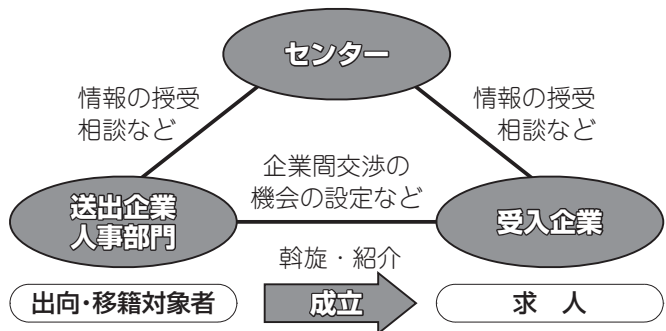 センター
情報の授受
相談など
情報の授受
相談など
企業間交渉の
機会の設定など
送出企業
人事部門
受入企業
斡旋・紹介
出向・移籍対象者
成立
求　人